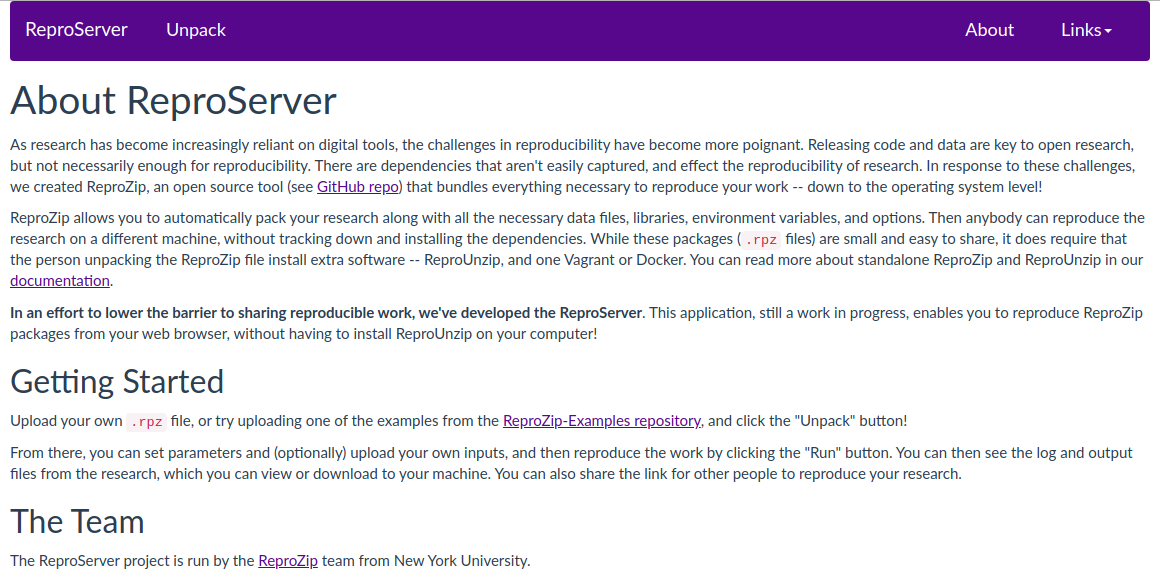 ReproServer Unpack About Links
About ReproServer
As research has become increasingly reliant on digital tools, the challenges in reproducibility have become more poignant. Releasing code and data are key to open research,
but not necessarily enough for reproducibility. There are dependencies that aren't easily captured, and effect the reproducibility of research. In response to these challenges,
we created ReproZip, an open source tool (see GitHub repo) that bundles everything necessary to reproduce your work -- down to the operating system level!
ReproZip allows you to automatically pack your research along with all the necessary data files, libraries, environment variables, and options. Then anybody can reproduce the
research on a different machine, without tracking down and installing the dependencies. While these packages ( .rpz files) are small and easy to share, it does require that
the person unpacking the ReproZip file install extra software -- ReproUnzip, and one Vagrant or Docker. You can read more about standalone ReproZip and ReproUnzip in our
documentation.
In an effort to lower the barrier to sharing reproducible work, we've developed the ReproServer. This application, still a work in progress, enables you to reproduce ReproZip
packages from your web browser, without having to install ReproUnzip on your computer!
Getting Started
Upload your own .rpz file, or try uploading one of the examples from the ReproZip-Examples repository, and click the "Unpack" button!
From there, you can set parameters and (optionally) upload your own inputs, and then reproduce the work by clicking the "Run" button. You can then see the log and output
files from the research, which you can view or download to your machine. You can also share the link for other people to reproduce your research.
The Team
The ReproServer project is run by the ReproZip team from New York University.